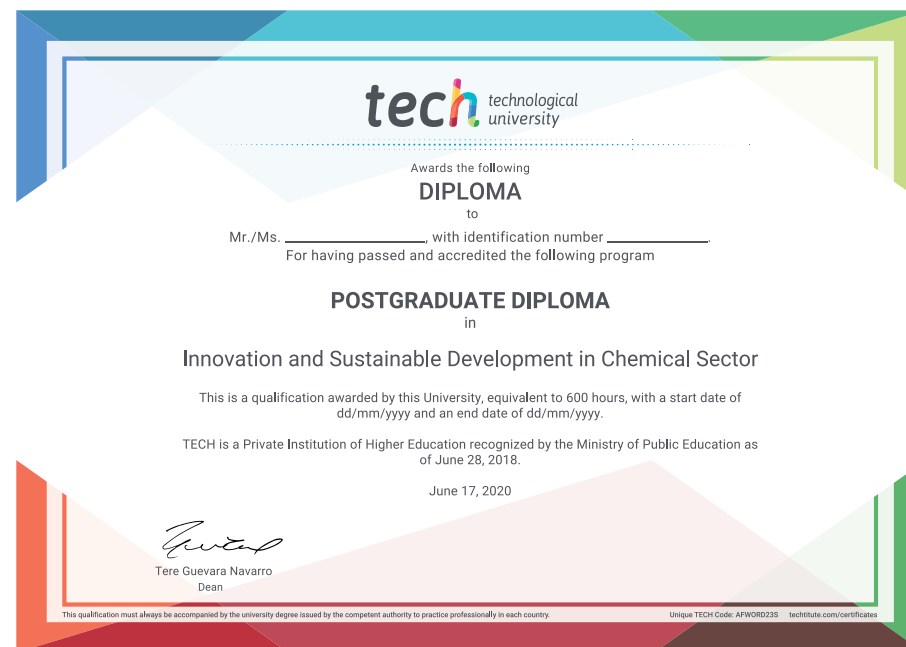 tech technological
university
Awards the following
DIPLOMA
to
Mr./Ms. ____________________, with identification number ______________.
For having passed and accredited the following program
POSTGRADUATE DIPLOMA
in
Innovation and Sustainable Development in Chemical Sector
This is a qualification awarded by this University, equivalent to 600 hours, with a start date of
dd/mm/yyyy and an end date of dd/mm/yyyy.
TECH is a Private Institution of Higher Education recognized by the Ministry of Public Education as
of June 28, 2018.
June 17, 2020
Tere Guevara Navarro
Dean
This qualification must always be accompanied by the university degree issued by the competent authority to practice professionally in each country.
Unique TECH Code: AFWORD23S techtitute.com/certificates